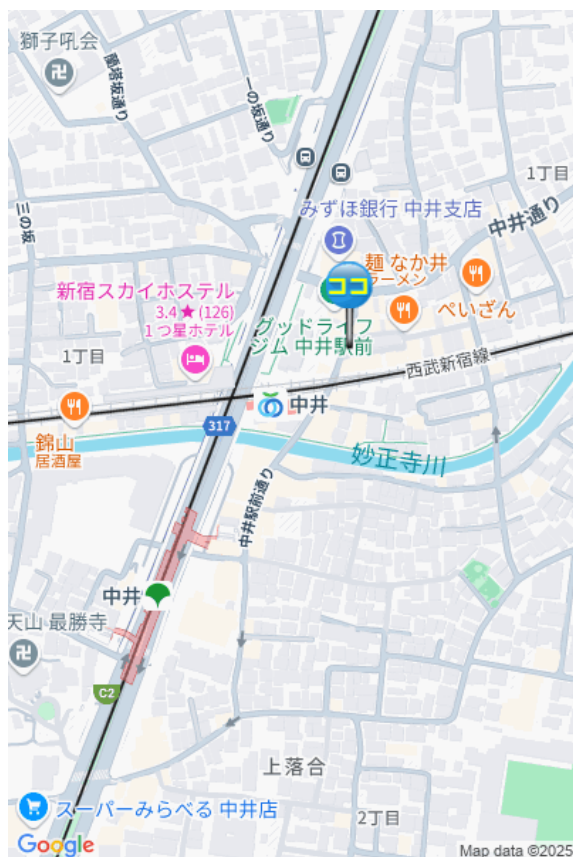 獅子吼会
蘭塔坂通り
一の坂通り
三の坂
1丁目
みずほ銀行 中井支店
中井通り
麺 なか井
ラーメン
ココ
ぺいざん
新宿スカイホステル
3.4★(126)
1つ星ホテル
グッドライフ
ジム 中井駅前
1丁目
西武新宿線
中井
317
錦山
居酒屋
妙正寺川
中井駅前通り
中井
天山 最勝寺
C2
上落合
スーパーみらべる 中井店
2丁目
Google
Map data ©2025